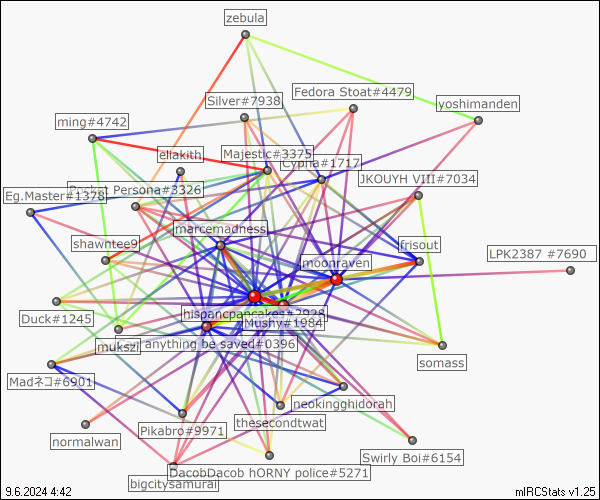 zebula
Fedora Stoat#4479
Silver#7938
yoshimanden
ming#4742
Majestic#3375
eliakith
Cypha#1717
JKOUYH VIII#7034
Persona#3326
Eg.Master#1378
marcemadness
shawntee9
frisout
LPK2387 #7690
moonraven
hispancpancakes#2928
Duck#1245
Mushy#1984
mukszi
anything be saved#0396
somass
Madネコ#6901
neokingghidorah
thesecondtwat
Pikabro#9971
normalwan
Swirly Boi#6154
DacobDacob hORNY police#5271
bigcitysamurai
9.6.2024 4:42
mIRCStats v1.25